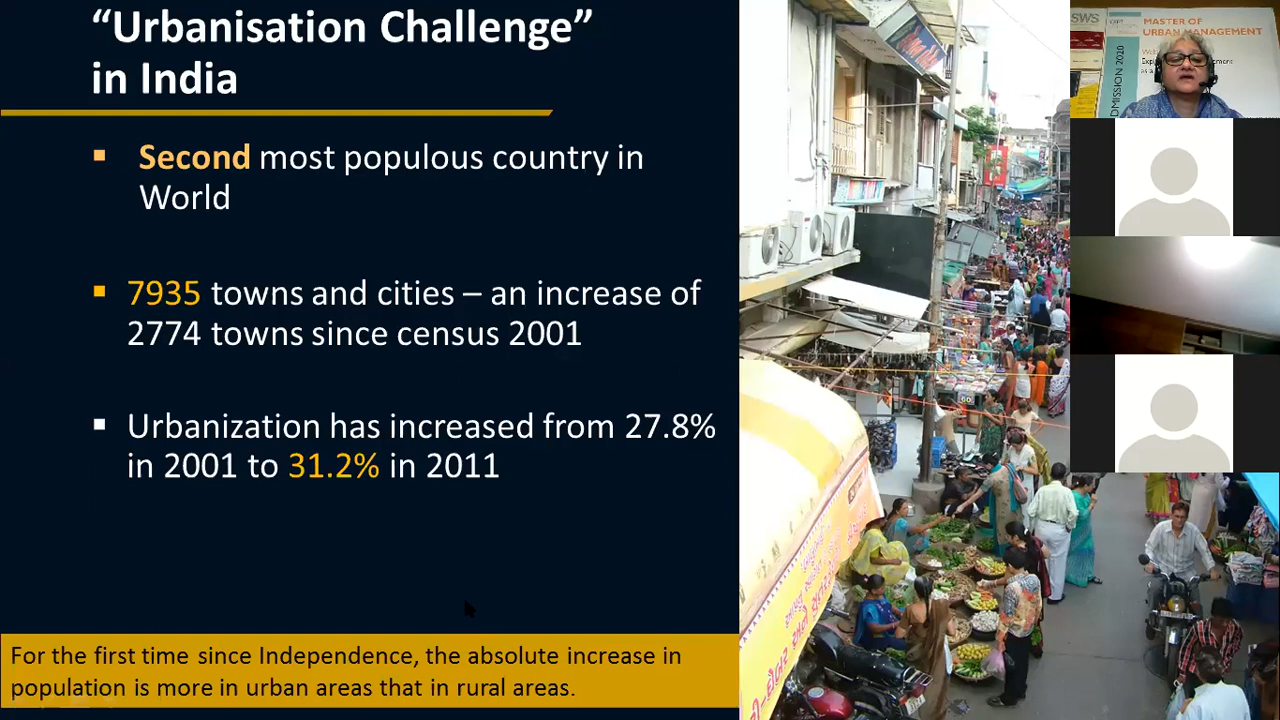 “Urbanisation Challenge”
in India
Second most populous country in
World
7935 towns and cities – an increase of
2774 towns since census 2001
Urbanization has increased from 27.8%
in 2001 to 31.2% in 2011
For the first time since Independence, the absolute increase in
population is more in urban areas that in rural areas.
MASTER OF
URBAN MANAGEMENT